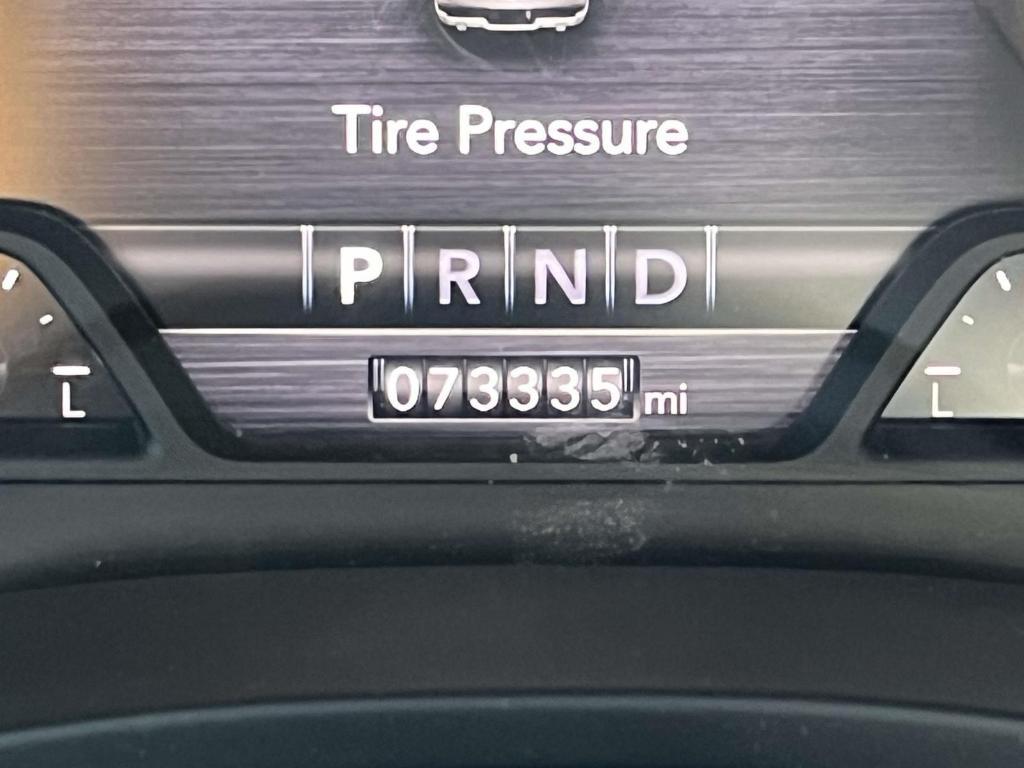 Tire Pressure
P R N D
073335 mi
L L